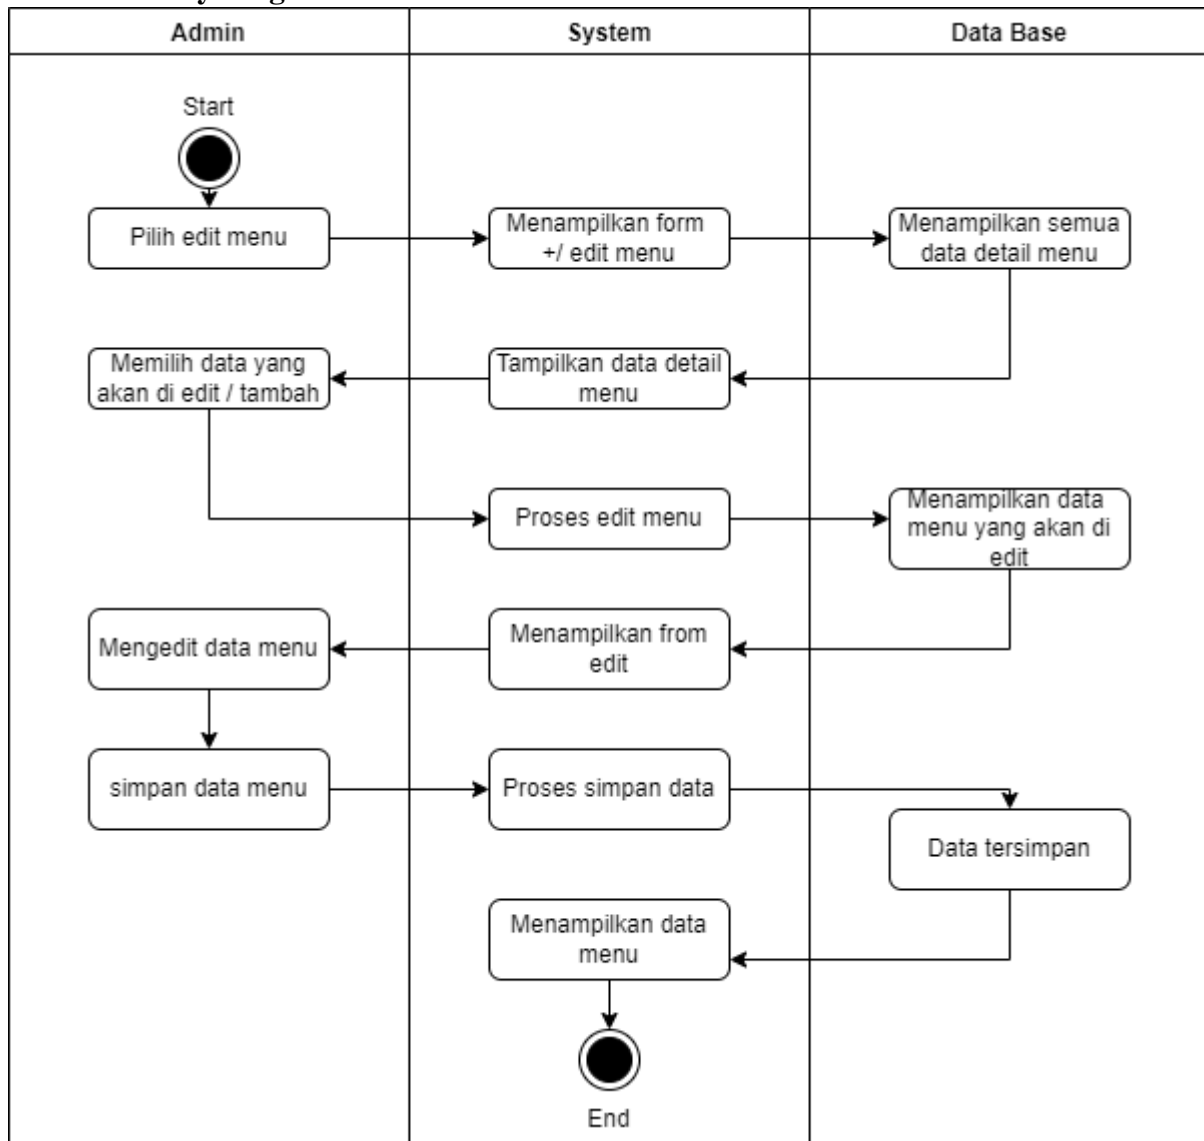 Admin
System
Data Base
Start
Pilih edit menu
Menampilkan form
+/ edit menu
Menampilkan semua
data detail menu
Memilih data yang
akan di edit / tambah
Tampilkan data detail
menu
Proses edit menu
Menampilkan data
menu yang akan di
edit
Mengedit data menu
Menampilkan from
edit
simpan data menu
Proses simpan data
Data tersimpan
Menampilkan data
menu
End